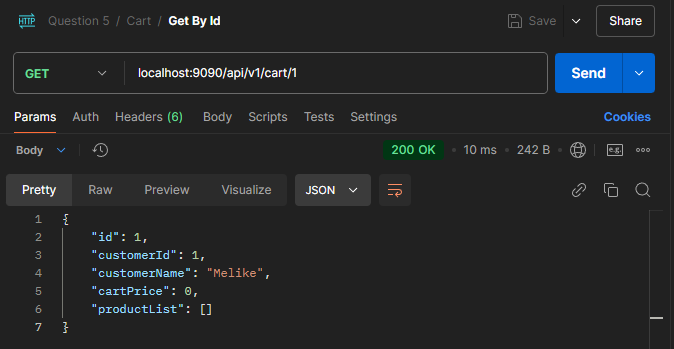 HTTP Question 5 / Cart / Get By Id Save Share
GET localhost:9090/api/v1/cart/1 Send
Params Auth Headers (6) Body Scripts Tests Settings Cookies
Body 200 OK • 10 ms • 242 B e.g.
Pretty Raw Preview Visualize JSON
1 {
2 "id": 1,
3 "customerId": 1,
4 "customerName": "Melike",
5 "cartPrice": 0,
6 "productList": []
7 }